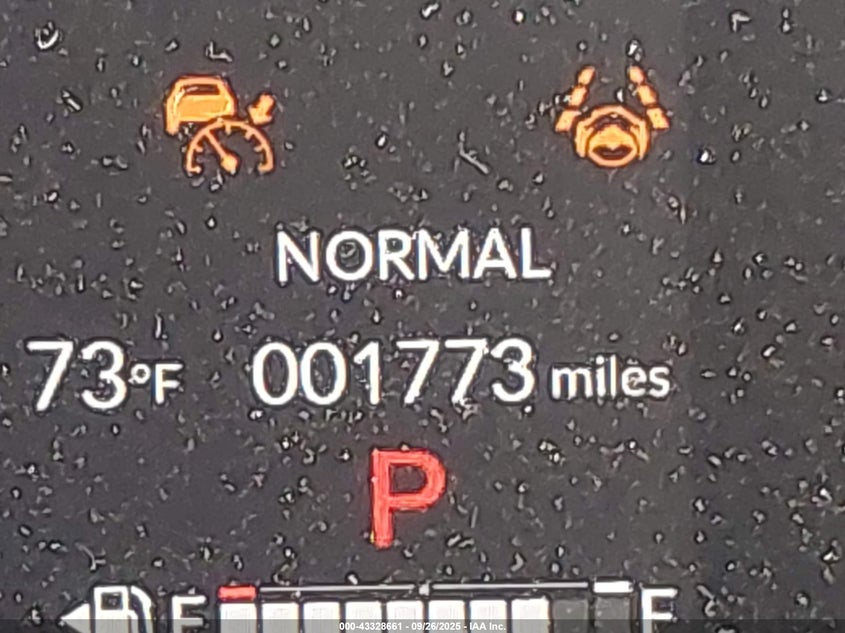 NORMAL
73°F 001773 miles
P
E F
000-43328661 - 09/26/2025 - IAA Inc.